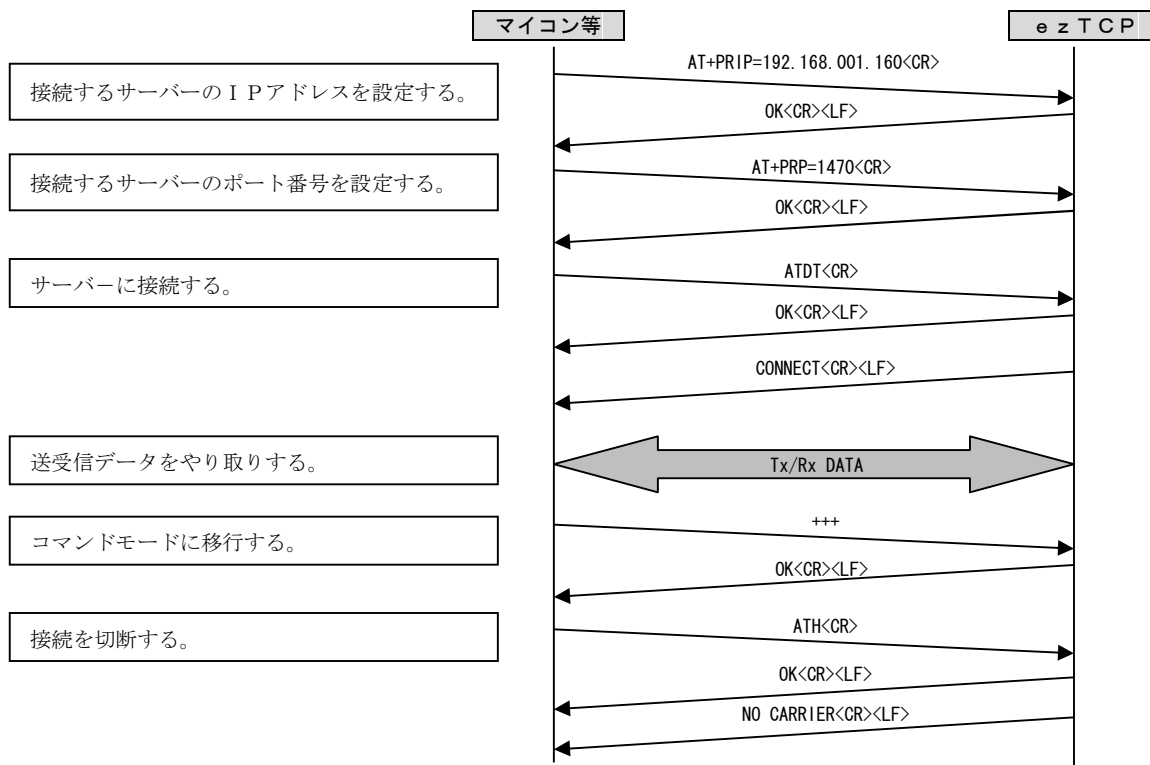 マイコン等
ｅｚＴＣＰ
接続するサーバーのＩＰアドレスを設定する。
AT+PRIP=192.168.001.160<CR>
OK<CR><LF>
接続するサーバーのポート番号を設定する。
AT+PRP=1470<CR>
OK<CR><LF>
サーバ－に接続する。
ATDT<CR>
OK<CR><LF>
CONNECT<CR><LF>
送受信データをやり取りする。
Tx/Rx DATA
コマンドモードに移行する。
+++
OK<CR><LF>
接続を切断する。
ATH<CR>
OK<CR><LF>
NO CARRIER<CR><LF>